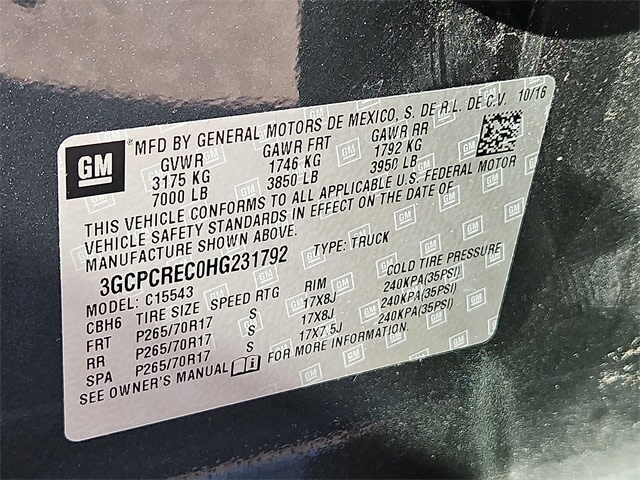 GM MFD BY GENERAL MOTORS DE MEXICO, S. DE R.L. DE C.V. 10/16
GVWR GAWR FRT GAWR RR
3175 KG 1746 KG 1792 KG
7000 LB 3850 LB 3950 LB
THIS VEHICLE CONFORMS TO ALL APPLICABLE U.S. FEDERAL MOTOR
VEHICLE SAFETY STANDARDS IN EFFECT ON THE DATE OF
MANUFACTURE SHOWN ABOVE.
3GCPCREC0HG231792 TYPE: TRUCK
MODEL: C15543
CBH6 TIRE SIZE SPEED RTG RIM COLD TIRE PRESSURE
FRT P265/70R17 S 17X8J 240KPA(35PSI)
RR P265/70R17 S 17X8J 240KPA(35PSI)
SPA P265/70R17 S 17X7.5J 240KPA(35PSI)
SEE OWNER'S MANUAL FOR MORE INFORMATION.